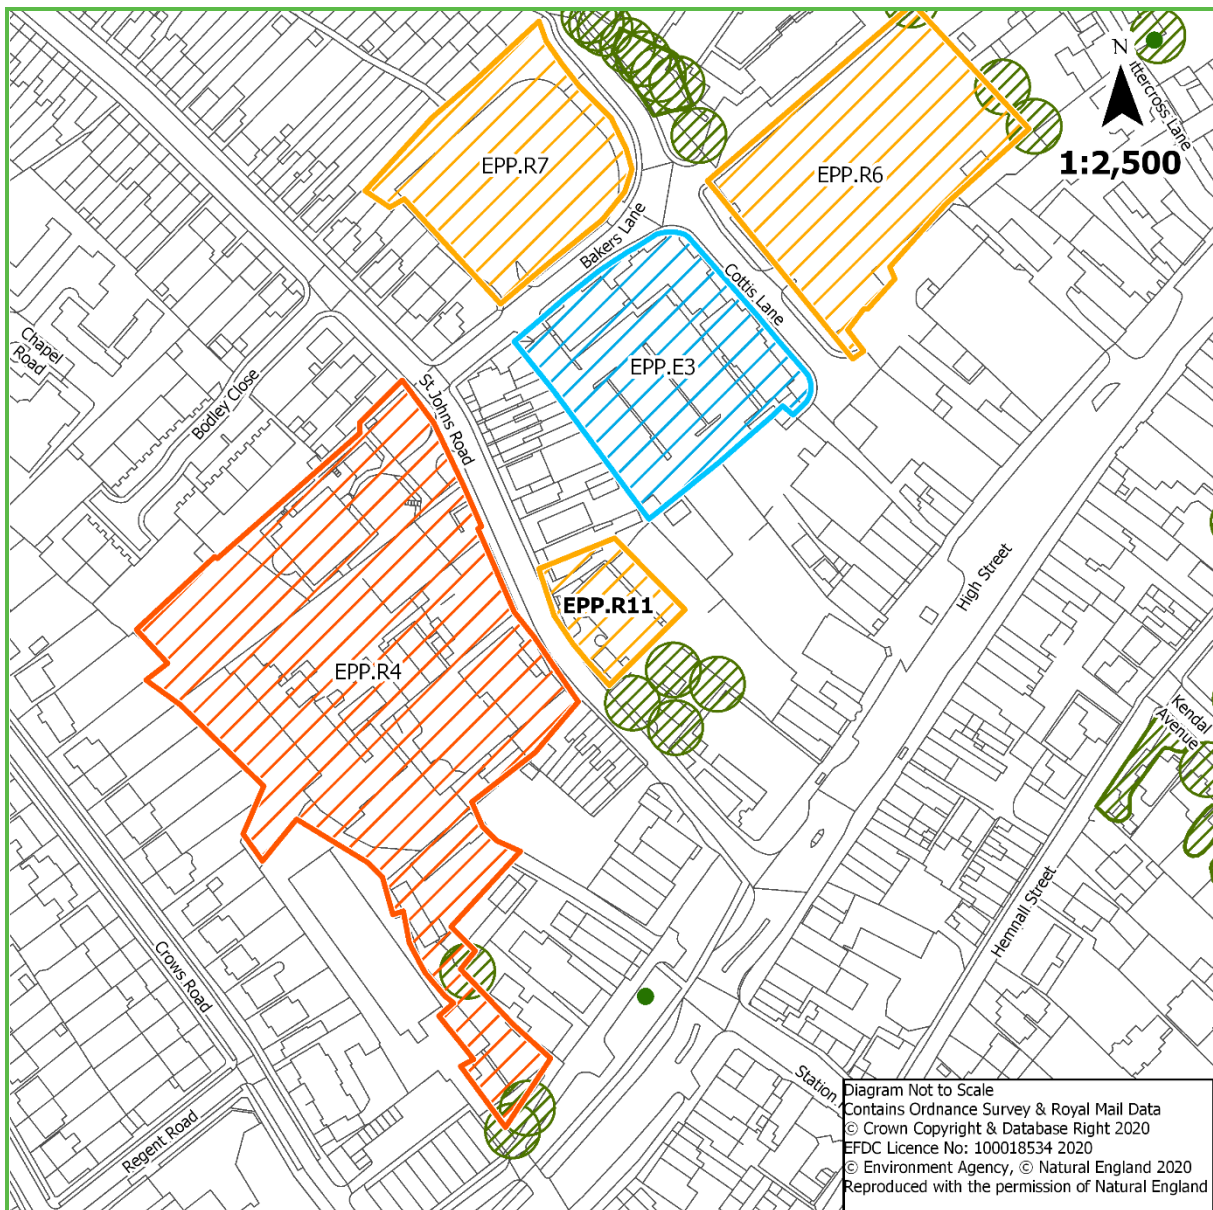 N
ttercross Lane
1:2,500
EPP.R7
EPP.R6
Bakers Lane
Cottis Lane
Chapel
Road
EPP.E3
St Johns Road
Bodley Close
High Street
EPP.R11
EPP.R4
Kendal
Avenue
Hemnall Street
Crows Road
Station
Regent Road
Diagram Not to Scale
Contains Ordnance Survey & Royal Mail Data
© Crown Copyright & Database Right 2020
EFDC Licence No: 100018534 2020
© Environment Agency, © Natural England 2020
Reproduced with the permission of Natural England